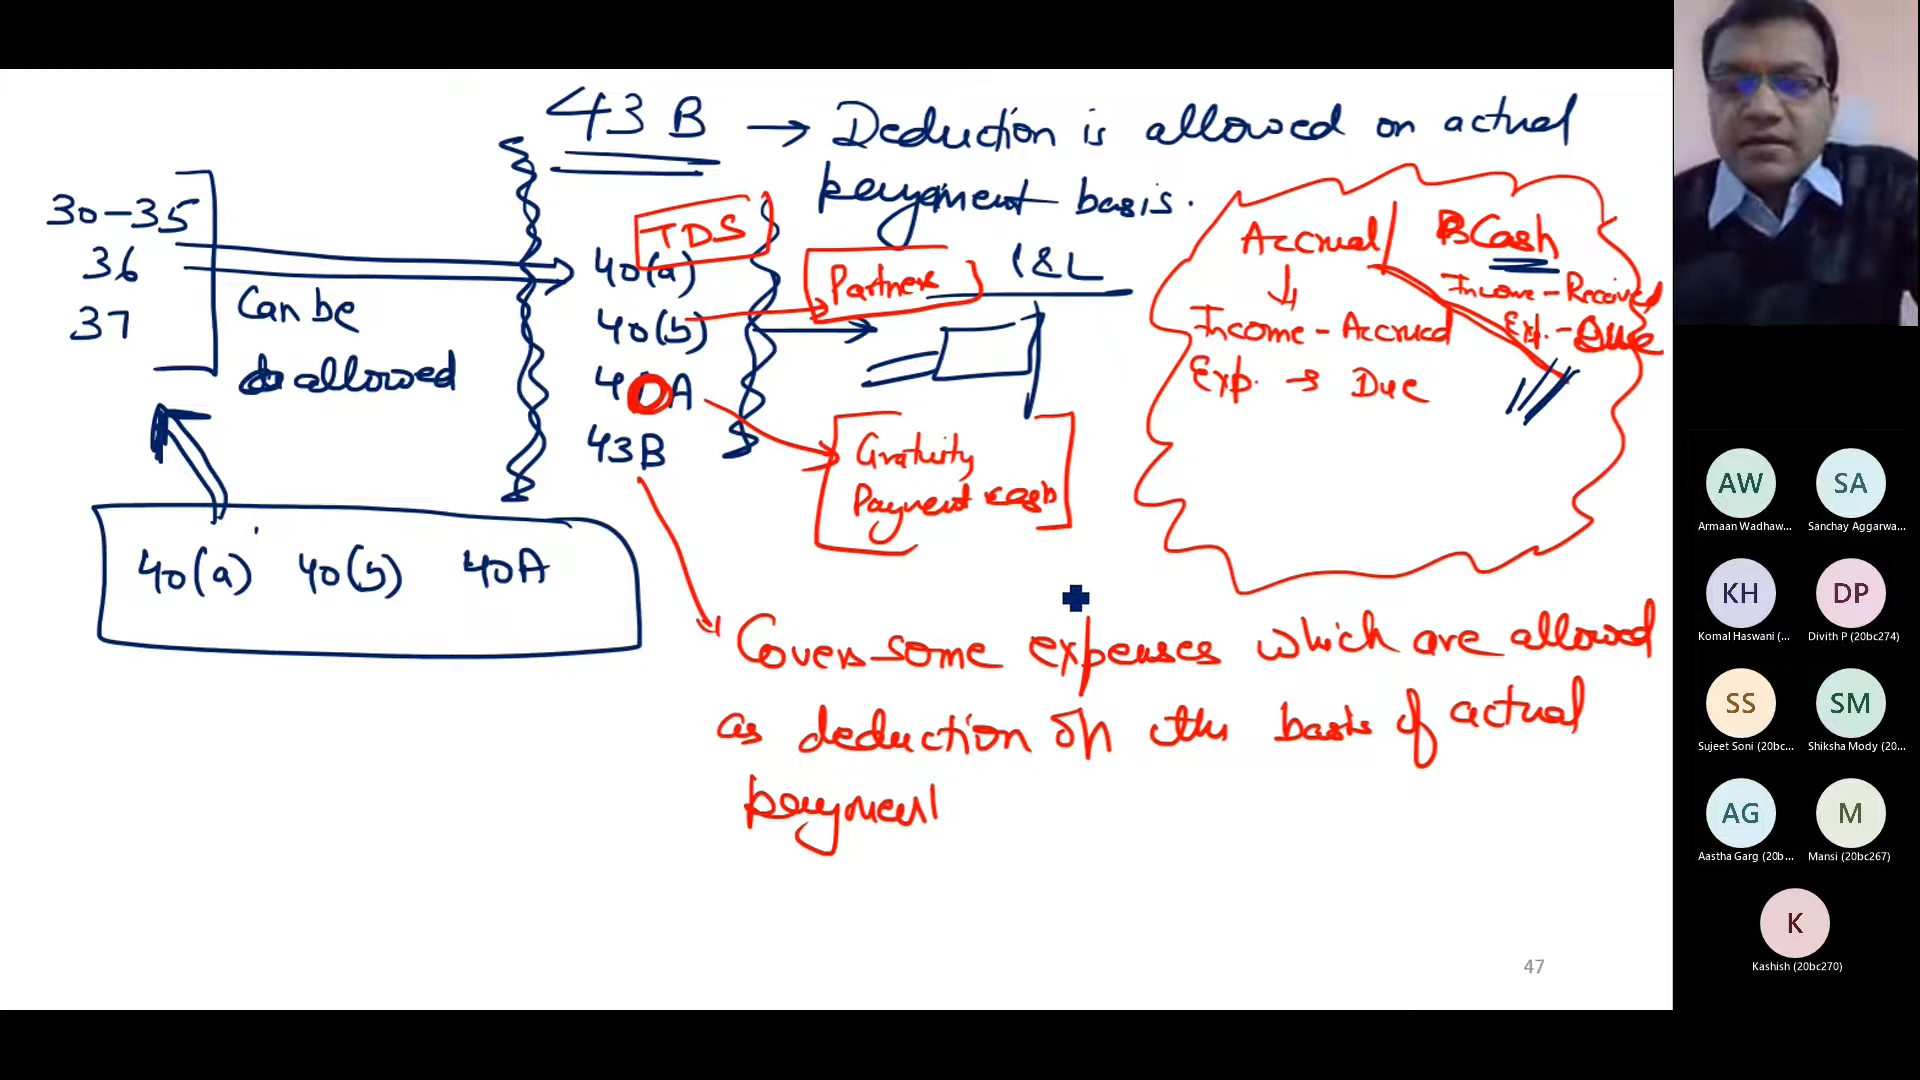 43 B → Deduction is allowed on actual
payment basis.
30-35
36
37
Can be
allowed
40(a) 40(b) 40A
TDS
40(a)
40(b)
40A
43B
Partners
Gratuity
Payment cash
Accrual / Cash
Income - Accrued
Exp. → Due
Income - Received
Exp. -
Covers some expenses which are allowed
as deduction on the basis of actual
payment
47
AW
Armaan Wadhaw...
SA
Sanchay Aggarwa...
KH
Komal Haswani (...
DP
Divith P (20bc274)
SS
Sujeet Soni (20bc...
SM
Shiksha Mody (20...
AG
Aastha Garg (20b...
M
Mansi (20bc267)
K
Kashish (20bc270)